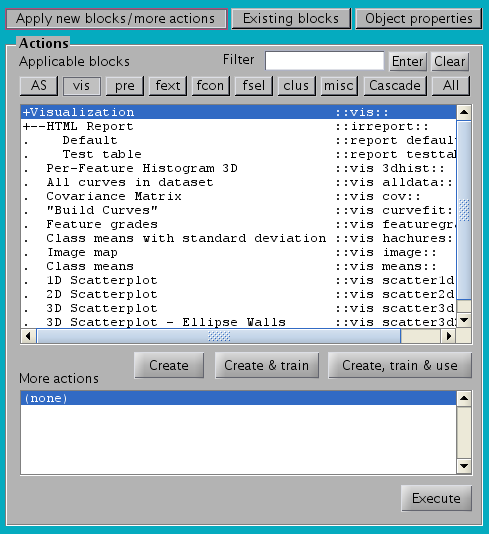 Apply new blocks/more actions Existing blocks Object properties
Actions
Applicable blocks Filter Enter Clear
AS vis pre fext fcon fsel clus misc Cascade All
+Visualization ::vis::
+--HTML Report ::irreport::
. Default ::report defaul
. Test table ::report testtab
. Per-Feature Histogram 3D ::vis 3dhist::
. All curves in dataset ::vis alldata::
. Covariance Matrix ::vis cov::
. "Build Curves" ::vis curvefit::
. Feature grades ::vis featuregra
. Class means with standard deviation ::vis hachures:
. Image map ::vis image::
. Class means ::vis means::
. 1D Scatterplot ::vis scatter1d
. 2D Scatterplot ::vis scatter2d
. 3D Scatterplot ::vis scatter3d
. 3D Scatterplot - Ellipse Walls ::vis scatter3d
Create Create & train Create, train & use
More actions
(none)
Execute